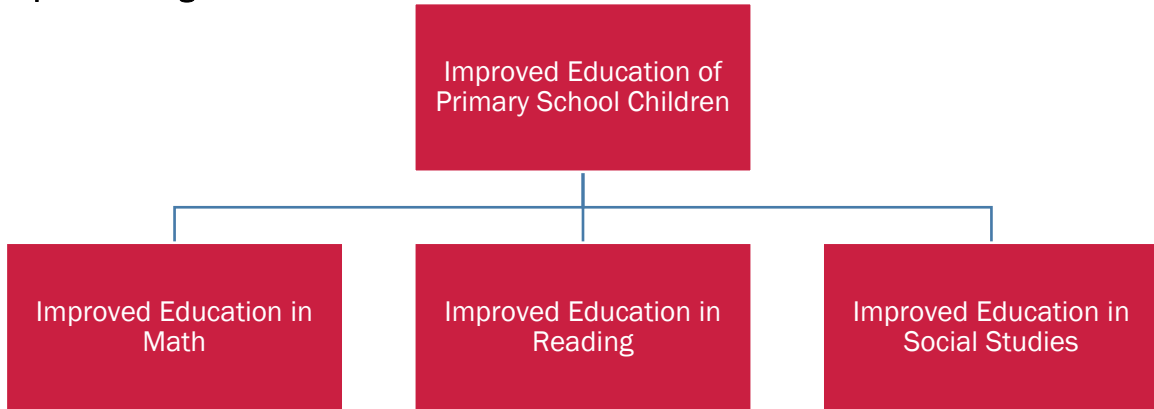 Improved Education of
Primary School Children
Improved Education in
Math
Improved Education in
Reading
Improved Education in
Social Studies